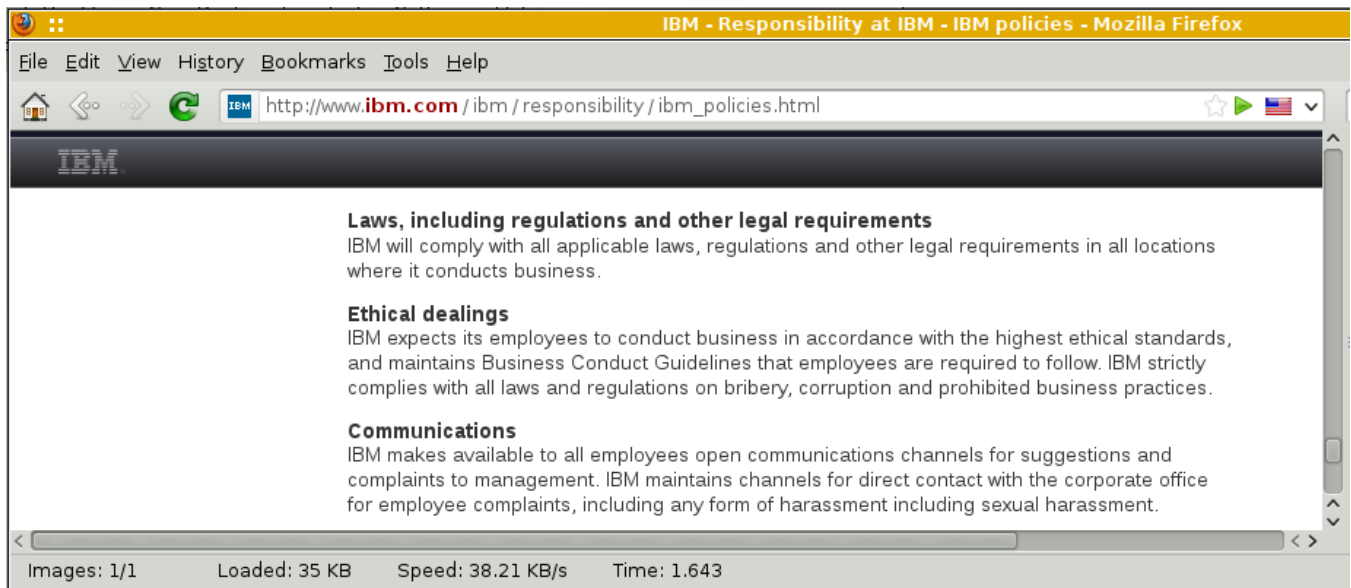 IBM - Responsibility at IBM - IBM policies - Mozilla Firefox
File Edit View History Bookmarks Tools Help
IBM http://www.ibm.com/ibm/responsibility/ibm_policies.html
IBM
Laws, including regulations and other legal requirements
IBM will comply with all applicable laws, regulations and other legal requirements in all locations
where it conducts business.
Ethical dealings
IBM expects its employees to conduct business in accordance with the highest ethical standards,
and maintains Business Conduct Guidelines that employees are required to follow. IBM strictly
complies with all laws and regulations on bribery, corruption and prohibited business practices.
Communications
IBM makes available to all employees open communications channels for suggestions and
complaints to management. IBM maintains channels for direct contact with the corporate office
for employee complaints, including any form of harassment including sexual harassment.
Images: 1/1 Loaded: 35 KB Speed: 38.21 KB/s Time: 1.643